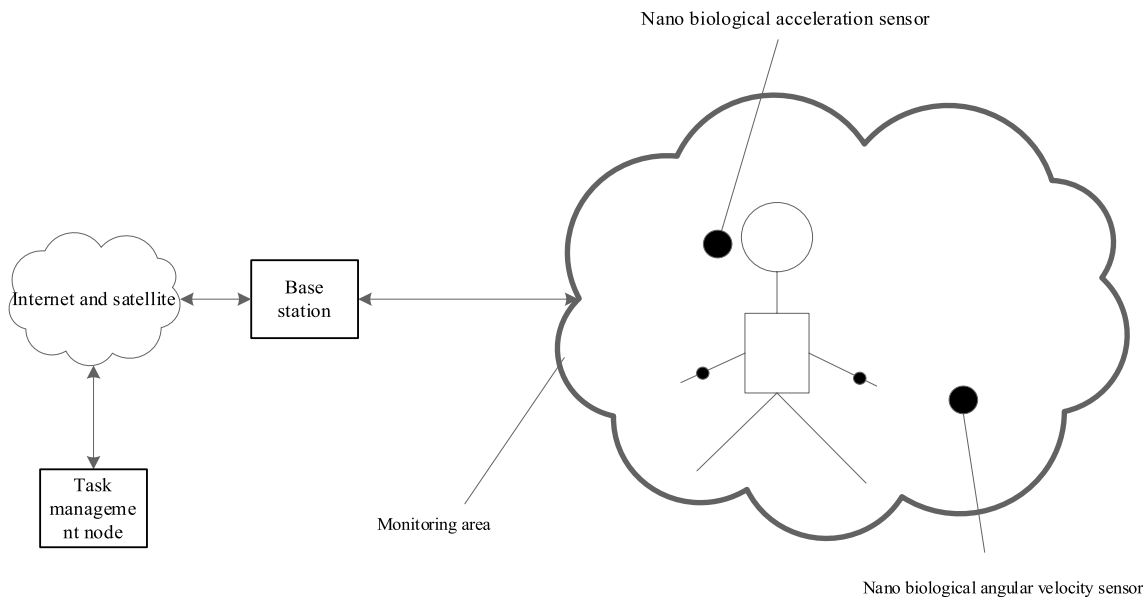 Nano biological acceleration sensor
Internet and satellite
Base
station
Task
manageme
nt node
Monitoring area
Nano biological angular velocity sensor